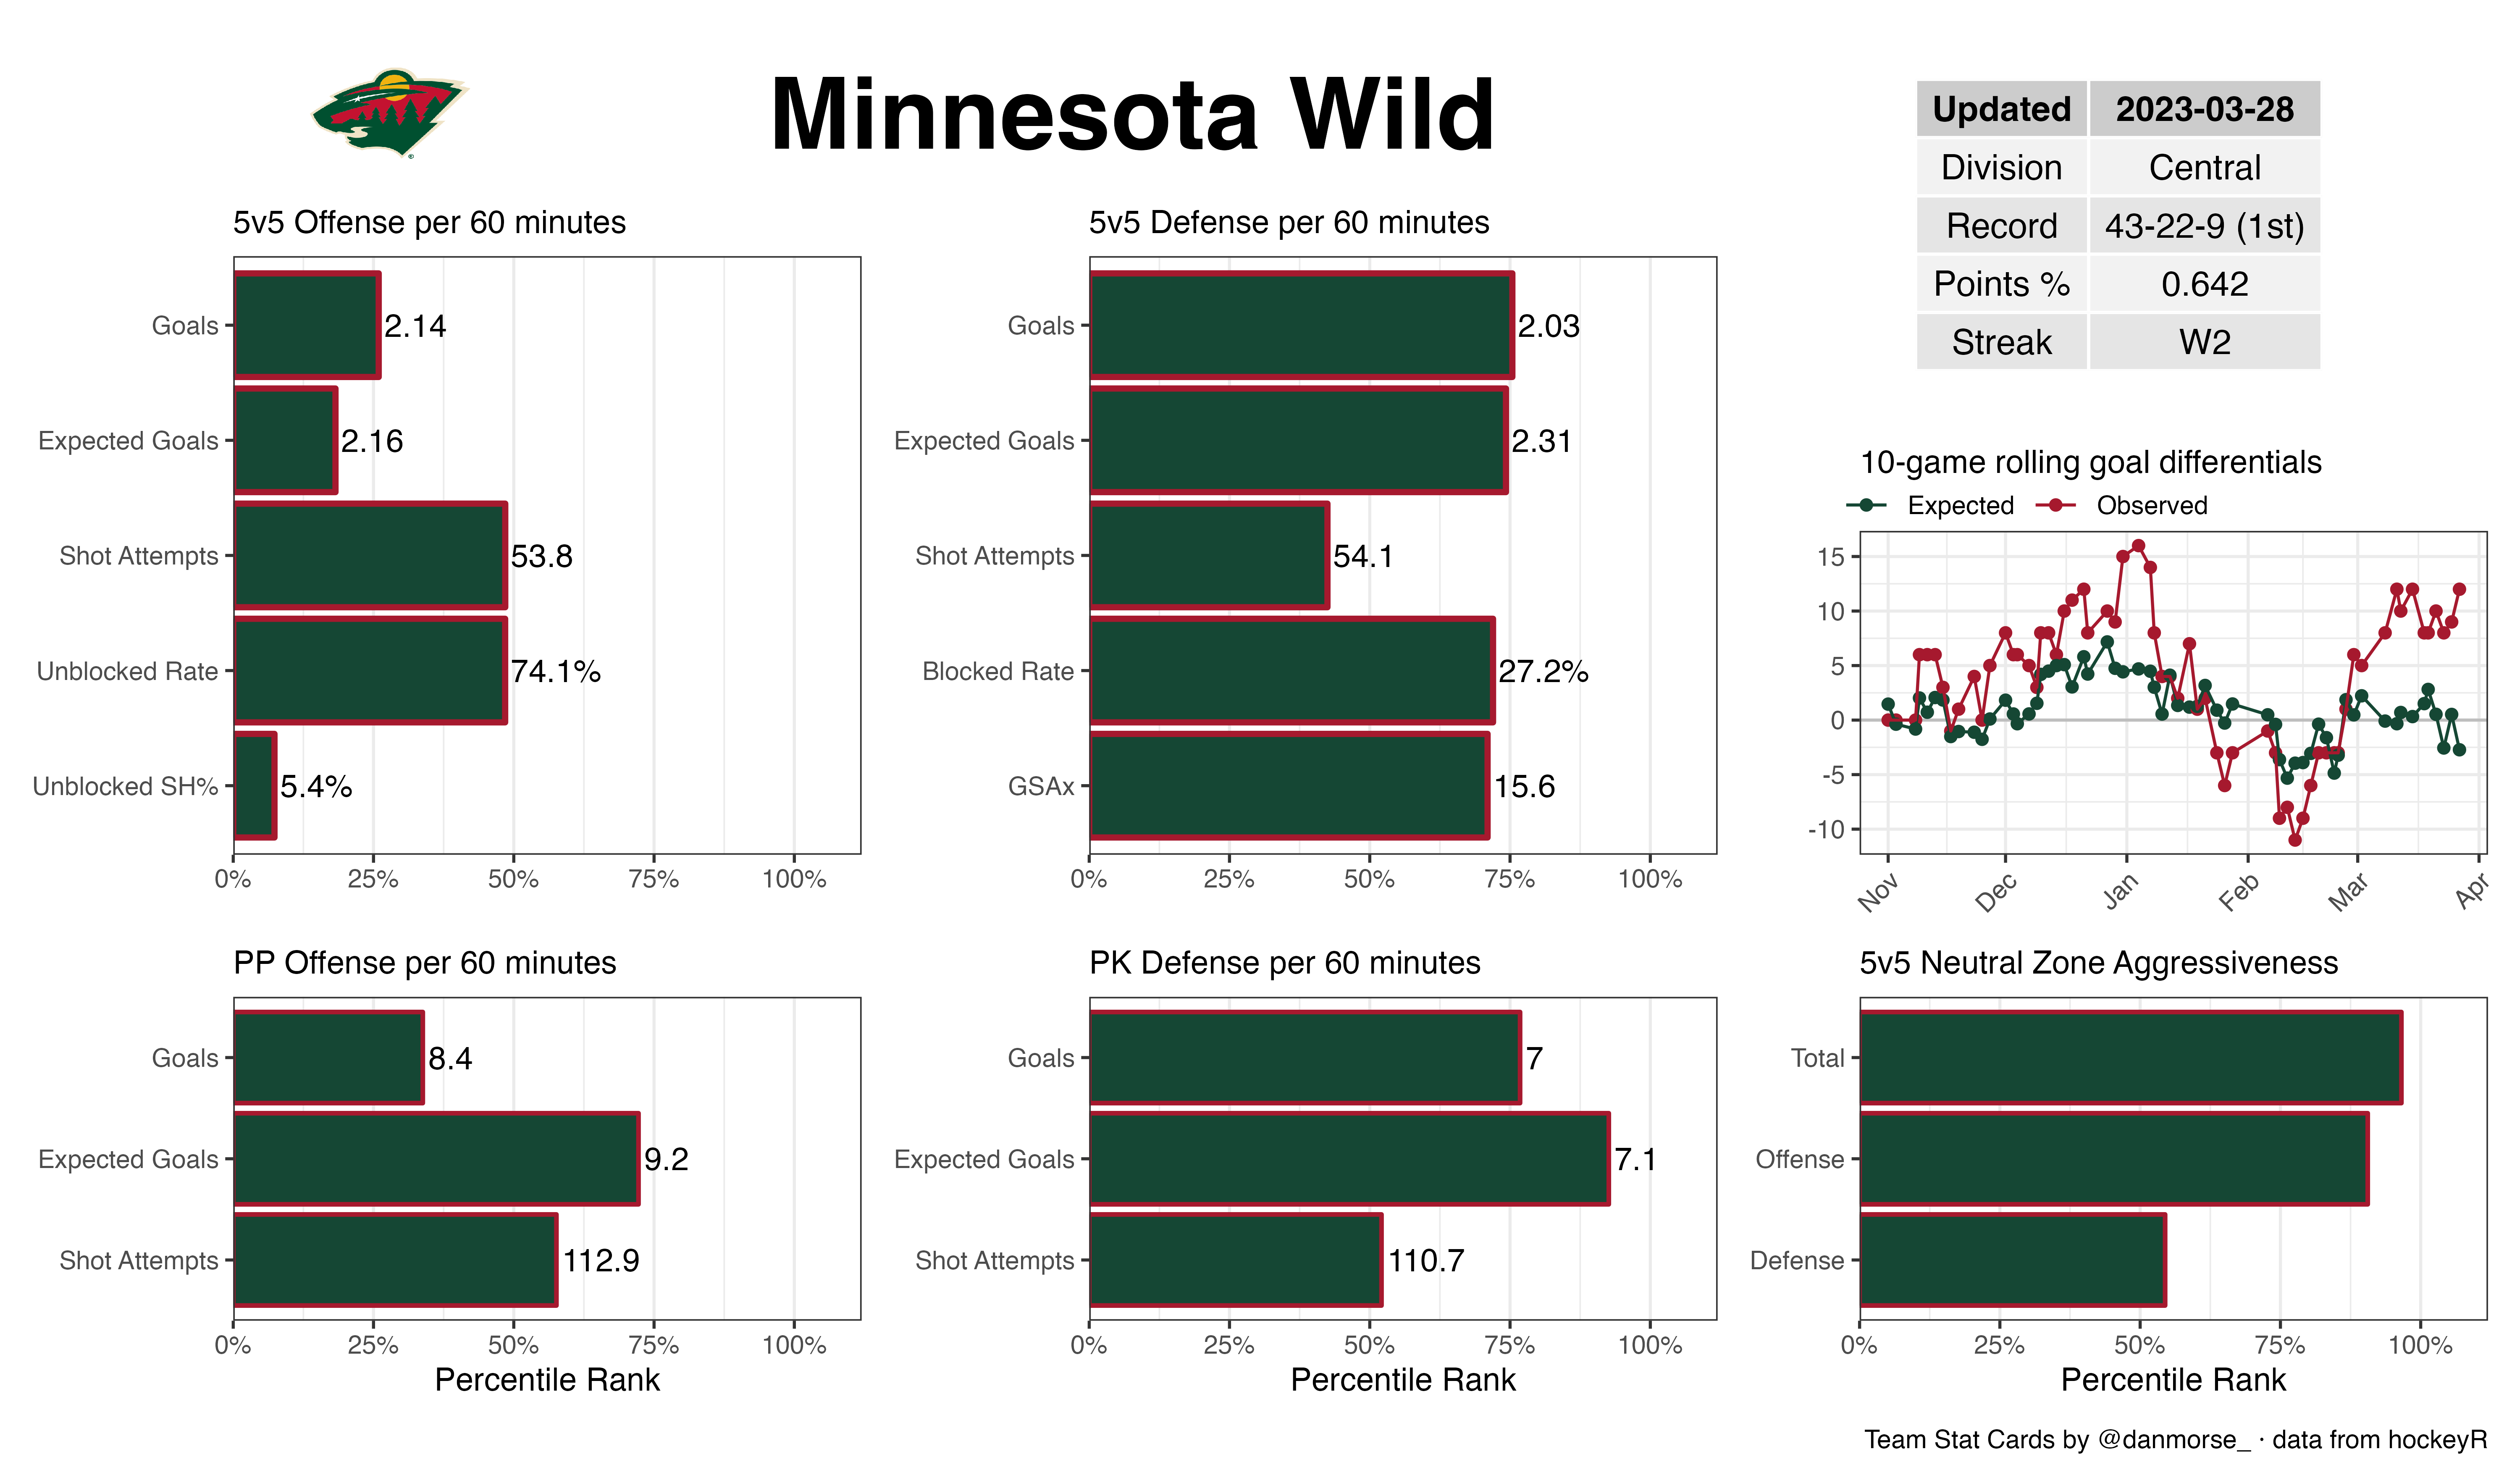 Minnesota Wild
Updated 2023-03-28
Division Central
Record 43-22-9 (1st)
Points % 0.642
Streak W2
5v5 Offense per 60 minutes
Goals 2.14
Expected Goals 2.16
Shot Attempts 53.8
Unblocked Rate 74.1%
Unblocked SH% 5.4%
0% 25% 50% 75% 100%
5v5 Defense per 60 minutes
Goals 2.03
Expected Goals 2.31
Shot Attempts 54.1
Blocked Rate 27.2%
GSAx 15.6
0% 25% 50% 75% 100%
10-game rolling goal differentials
Expected Observed
15
10
5
0
-5
-10
Nov Dec Jan Feb Mar Apr
PP Offense per 60 minutes
Goals 8.4
Expected Goals 9.2
Shot Attempts 112.9
0% 25% 50% 75% 100%
Percentile Rank
PK Defense per 60 minutes
Goals 7
Expected Goals 7.1
Shot Attempts 110.7
0% 25% 50% 75% 100%
Percentile Rank
5v5 Neutral Zone Aggressiveness
Total
Offense
Defense
0% 25% 50% 75% 100%
Percentile Rank
Team Stat Cards by @danmorse_ · data from hockeyR